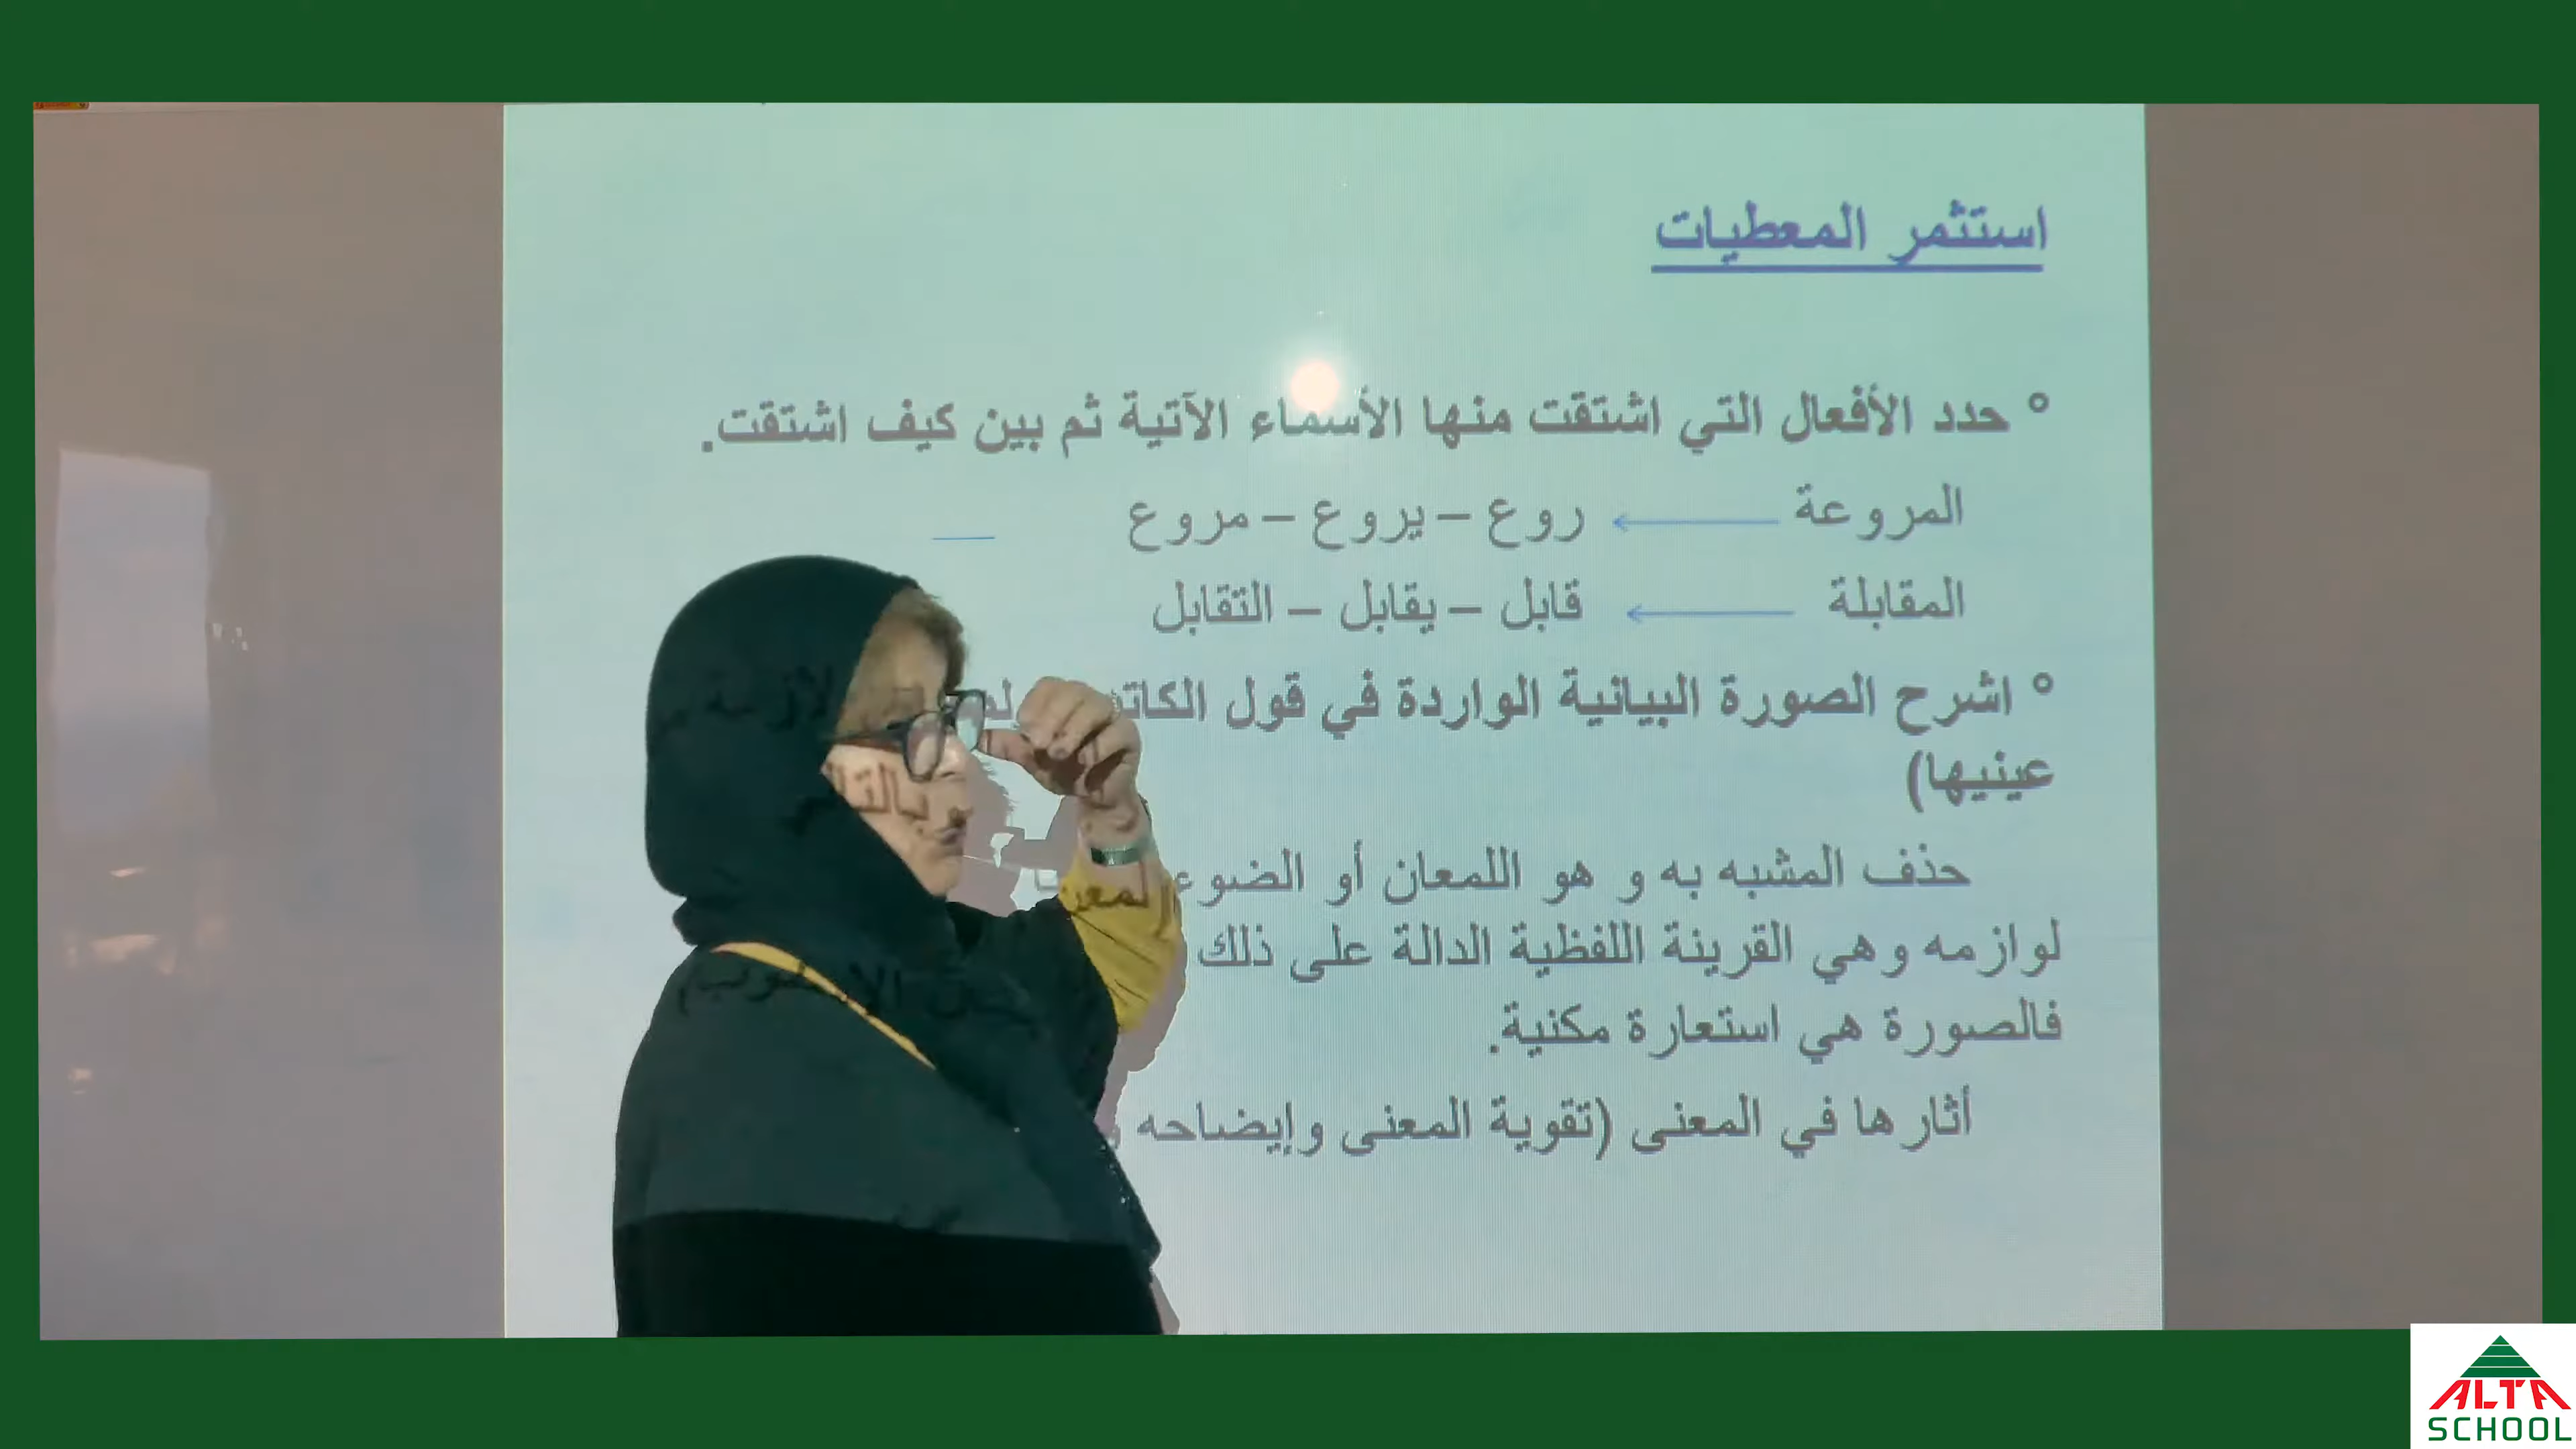 استثمر المعطيات
° حدد الأفعال التي اشتقت منها الأسماء الآتية ثم بين كيف اشتقت.
المروعة روع – يروع – مروع
المقابلة قابل – يقابل – التقابل
° اشرح الصورة البيانية الواردة في قول
عينيها)
حذف المشبه به و هو اللمعان أو الضوء
لوازمه وهي القرينة اللفظية الدالة على ذلك
فالصورة هي استعارة مكنية.
أثارها في المعنى (تقوية المعنى وإيضاحه
ALTA
SCHOOL